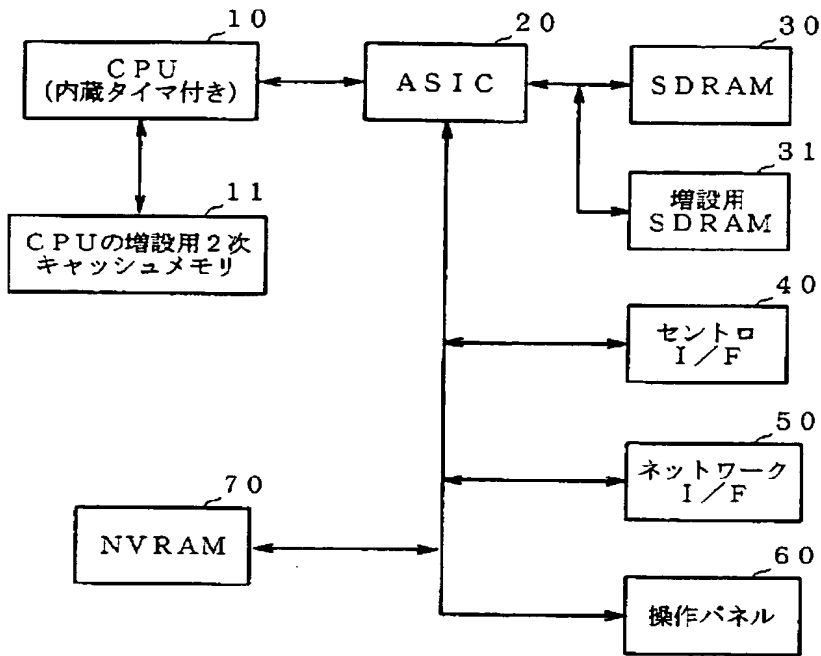 １０
ＣＰＵ
(内蔵タイマ付き)
２０
ＡＳＩＣ
３０
ＳＤＲＡＭ
３１
増設用
ＳＤＲＡＭ
１１
ＣＰＵの増設用２次
キャッシュメモリ
４０
セントロ
Ｉ／Ｆ
５０
ネットワーク
Ｉ／Ｆ
７０
ＮＶＲＡＭ
６０
操作パネル